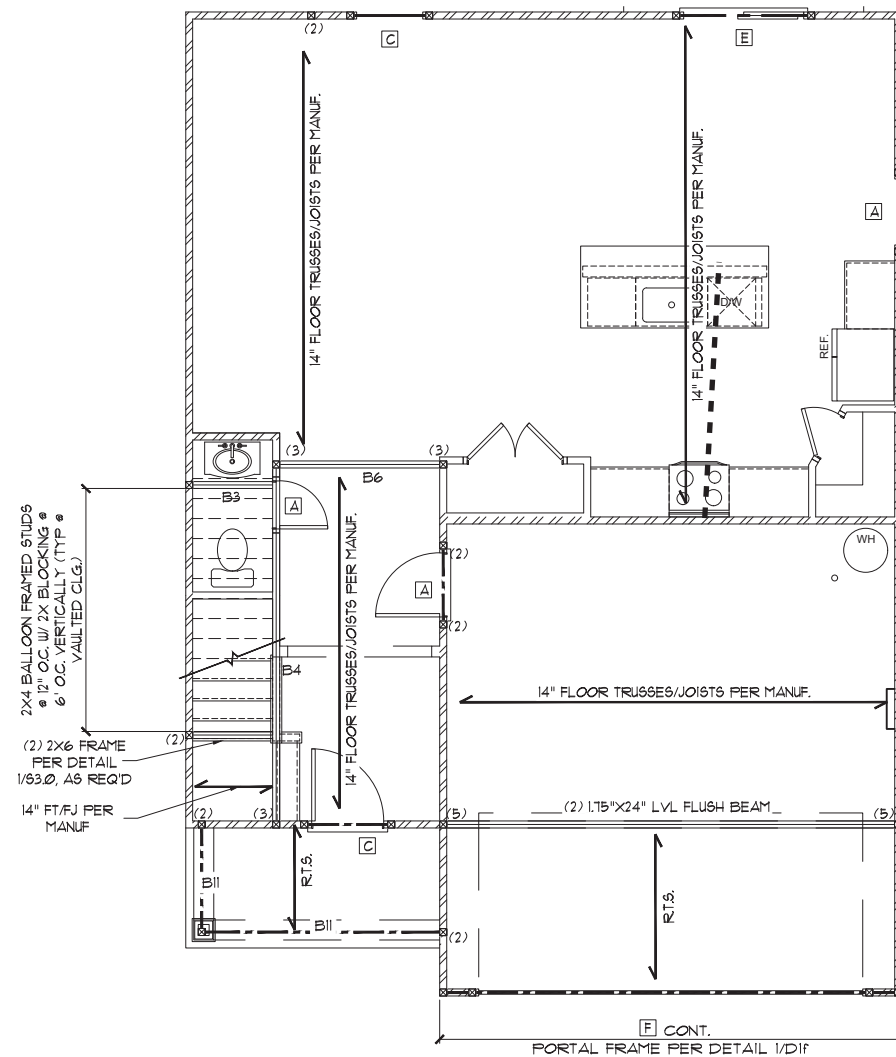 (2)
C
E
14" FLOOR TRUSSES/JOISTS PER MANUF.
14" FLOOR TRUSSES/JOISTS PER MANUF.
A
D/W
REF.
(3)
(3)
B6
B3
A
2X4 BALLOON FRAMED STUDS
@ 12" O.C. W/ 2X BLOCKING @
6' O.C. VERTICALLY (TYP @
VAULTED CLG.)
14" FLOOR TRUSSES/JOISTS PER MANUF.
WH
(2)
A
(2)
B4
14" FLOOR TRUSSES/JOISTS PER MANUF.
(2)
(2) 2X6 FRAME
PER DETAIL
1/S3.0, AS REQ'D
14" FT/FJ PER
MANUF
(2)
(3)
(5)
(2) 1.75"X24" LVL FLUSH BEAM
(5)
C
R.T.S.
B11
R.T.S.
B11
(2)
F CONT.
PORTAL FRAME PER DETAIL 1/D1f